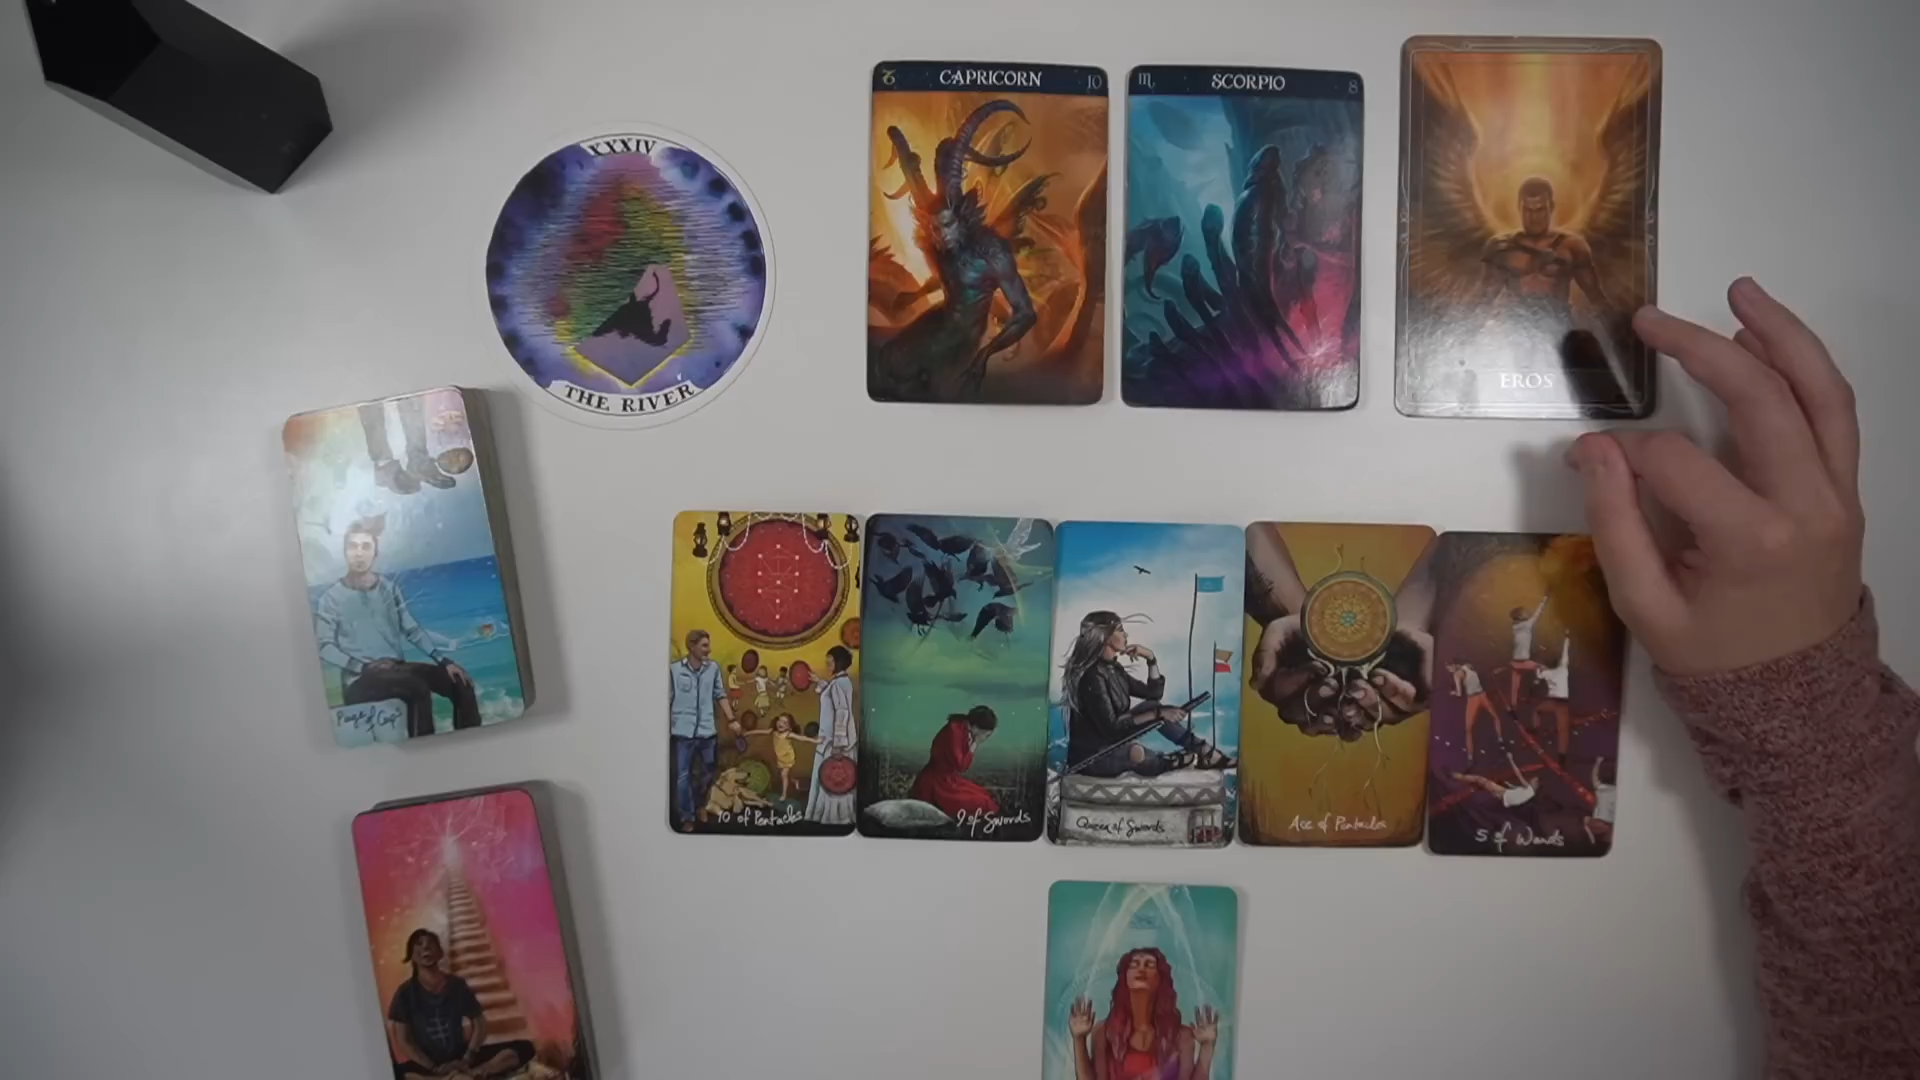 CAPRICORN 10
SCORPIO 8
EROS
XXXIV
THE RIVER
Page of Cups
10 of Pentacles
9 of Swords
Queen of Swords
Ace of Pentacles
5 of Wands